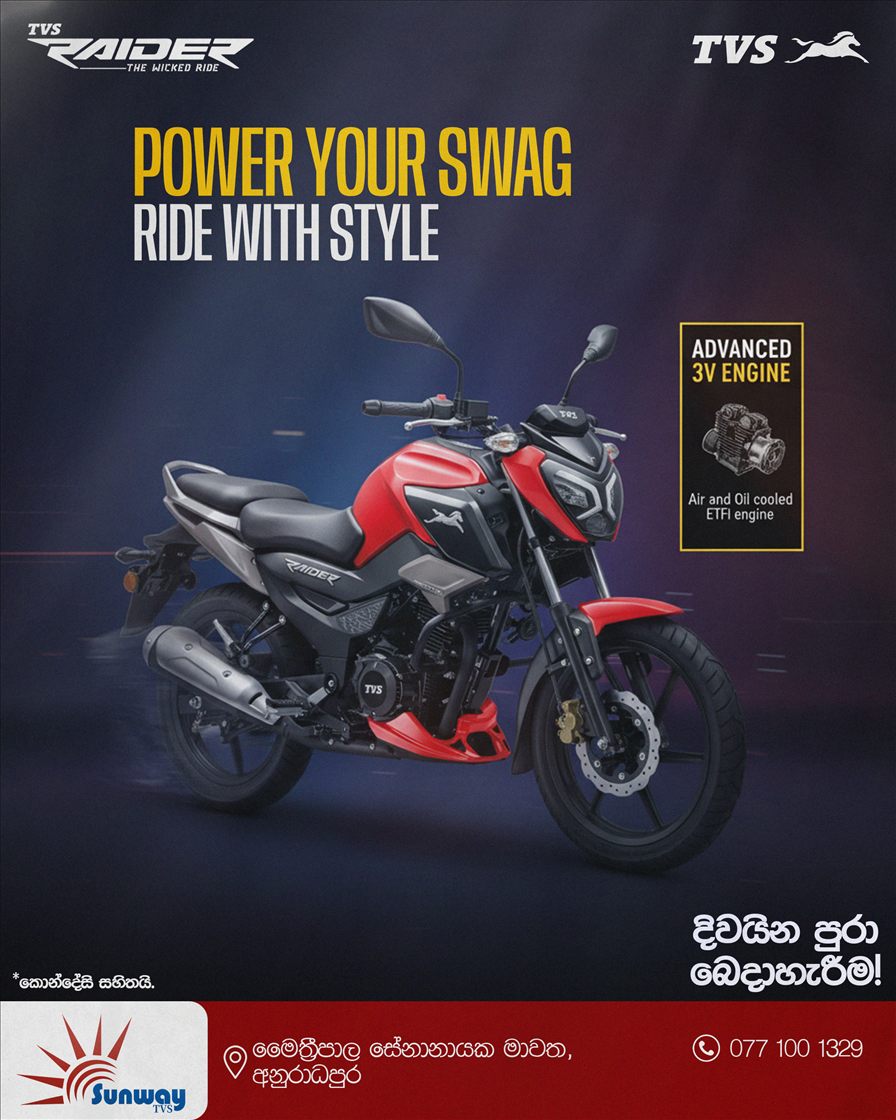 TVS
RAIDER
THE WICKED RIDE
TVS
POWER YOUR SWAG
RIDE WITH STYLE
ADVANCED
3V ENGINE
Air and Oil cooled
ETFI engine
RAIDER
TVS
දිවයින පුරා
බෙදාහැරීම!
*කොන්දේසි සහිතයි.
Sunway
TVS
මෛත්‍රීපාල සේනානායක මාවත,
අනුරාධපුර
077 100 1329